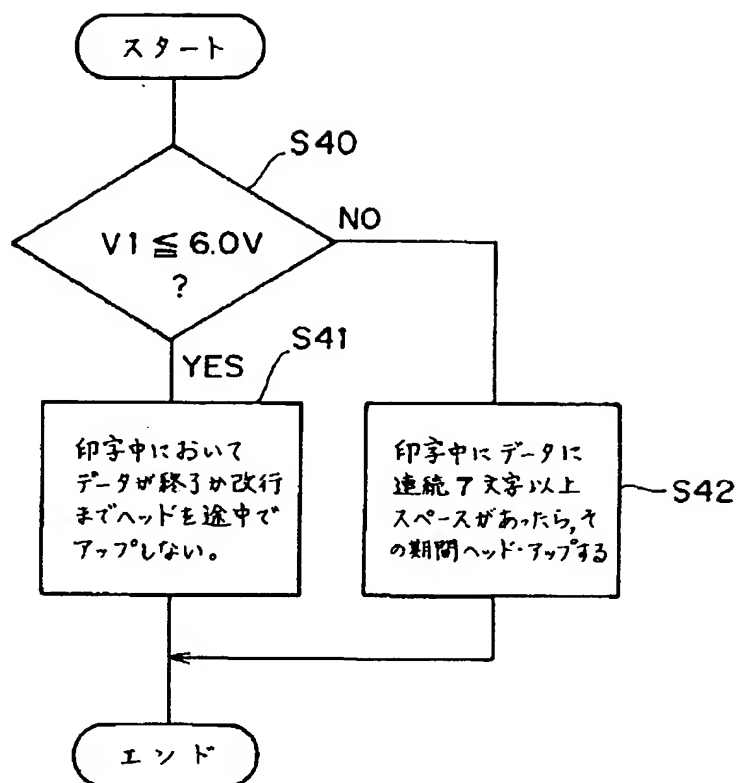 スタート
S40
V1≦6.0V
?
NO
YES
S41
印字中において
データが終了か改行
までヘッドを途中で
アップしない。
印字中にデータに
連続7文字以上
スペースがあったら,そ
の期間ヘッド・アップする
S42
エンド